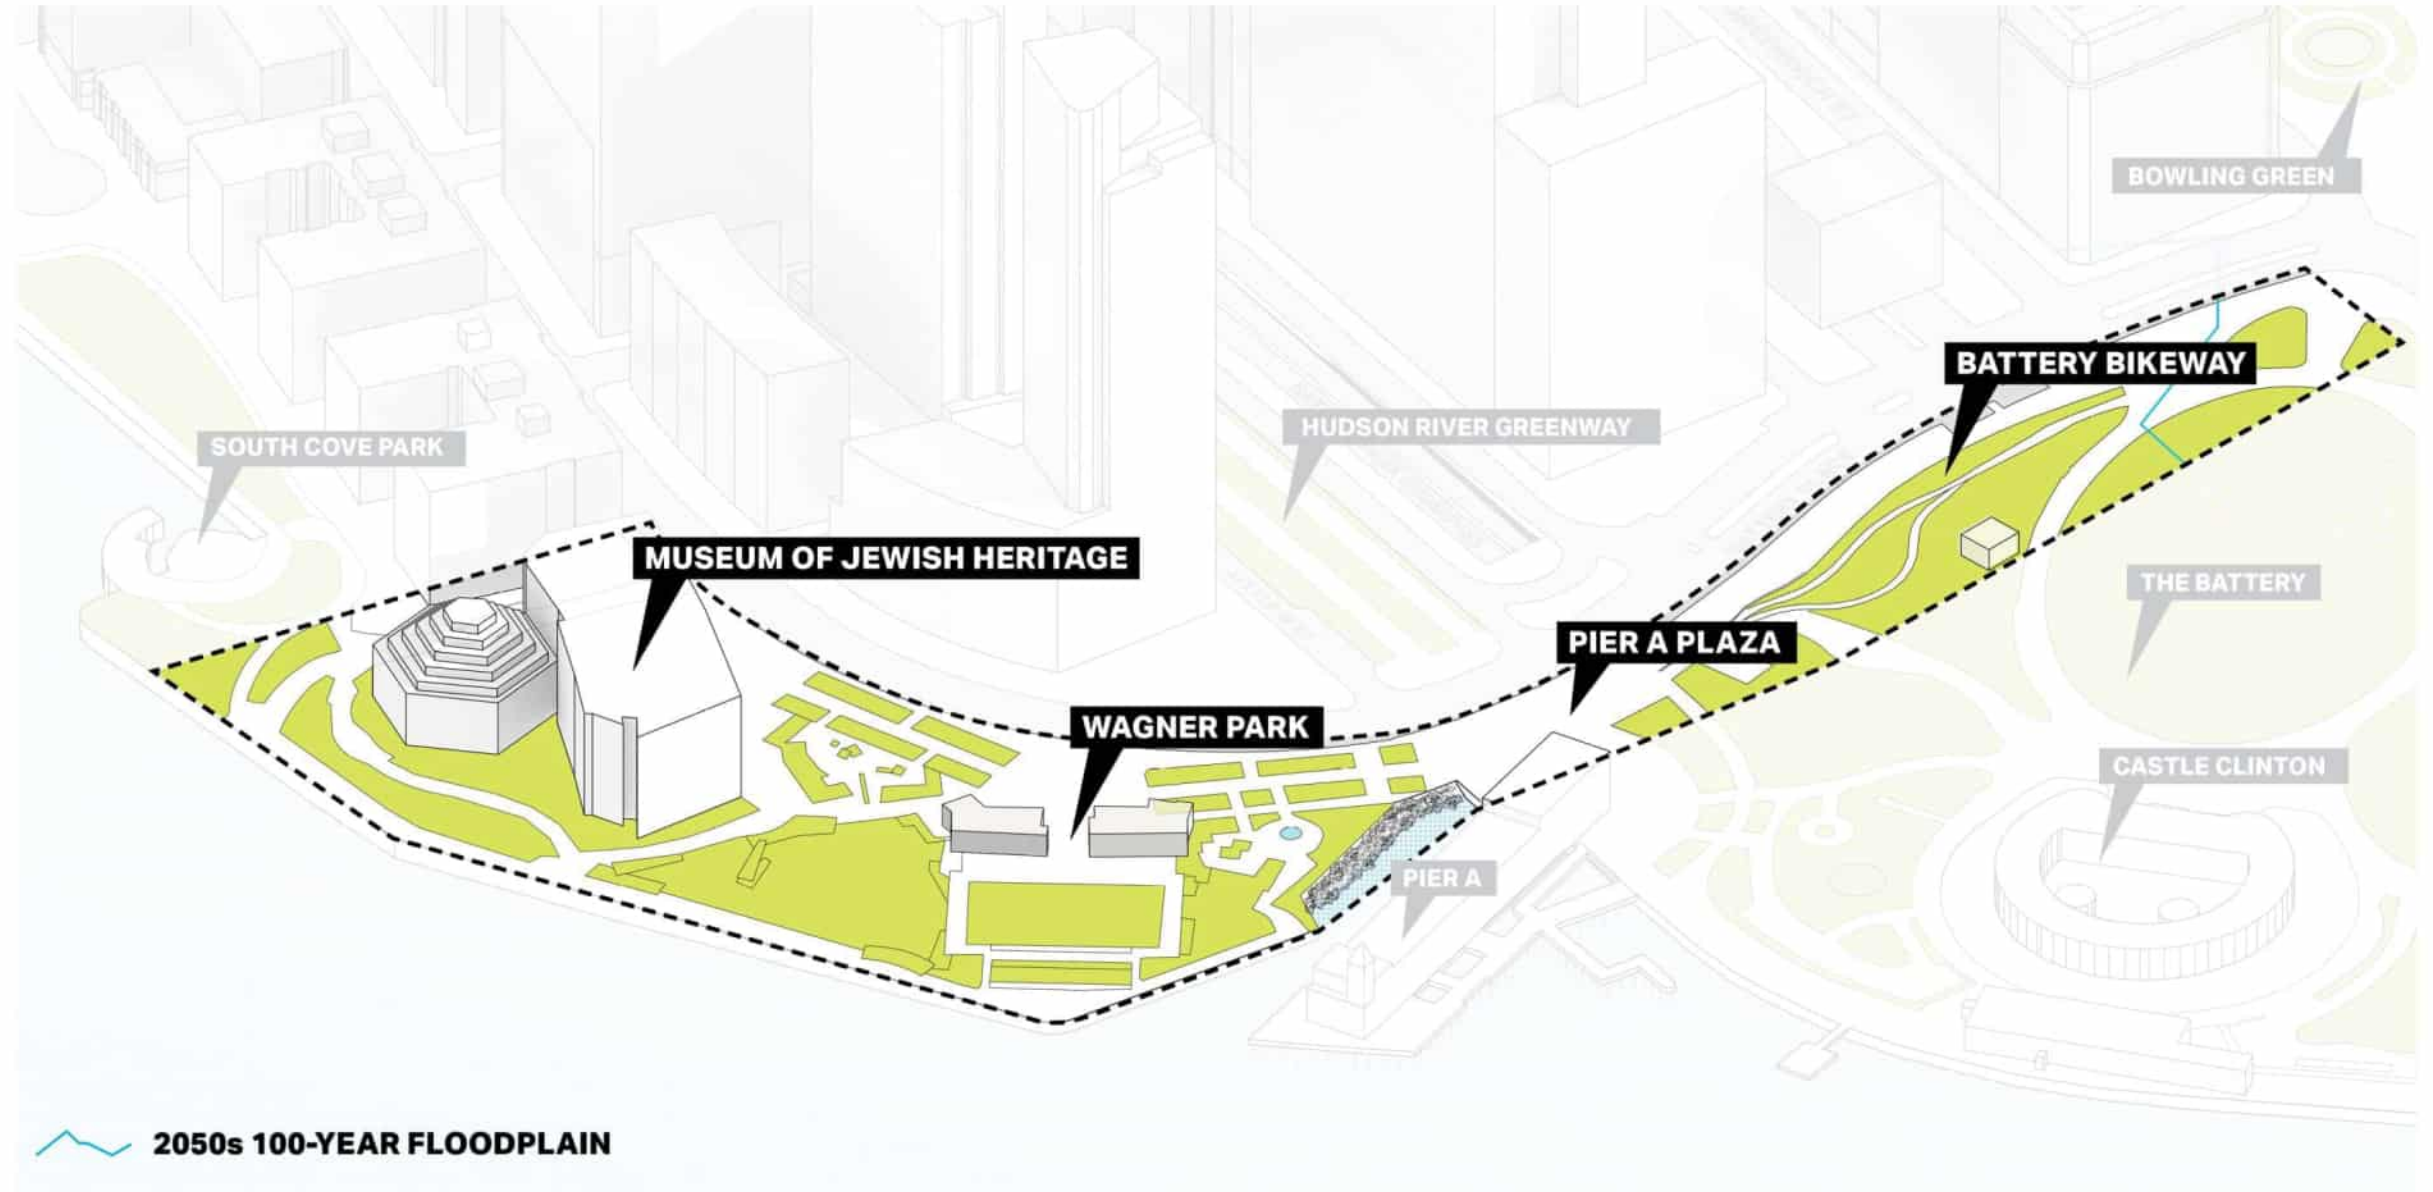 BOWLING GREEN
BATTERY BIKEWAY
HUDSON RIVER GREENWAY
SOUTH COVE PARK
MUSEUM OF JEWISH HERITAGE
THE BATTERY
PIER A PLAZA
WAGNER PARK
CASTLE CLINTON
PIER A
2050s 100-YEAR FLOODPLAIN